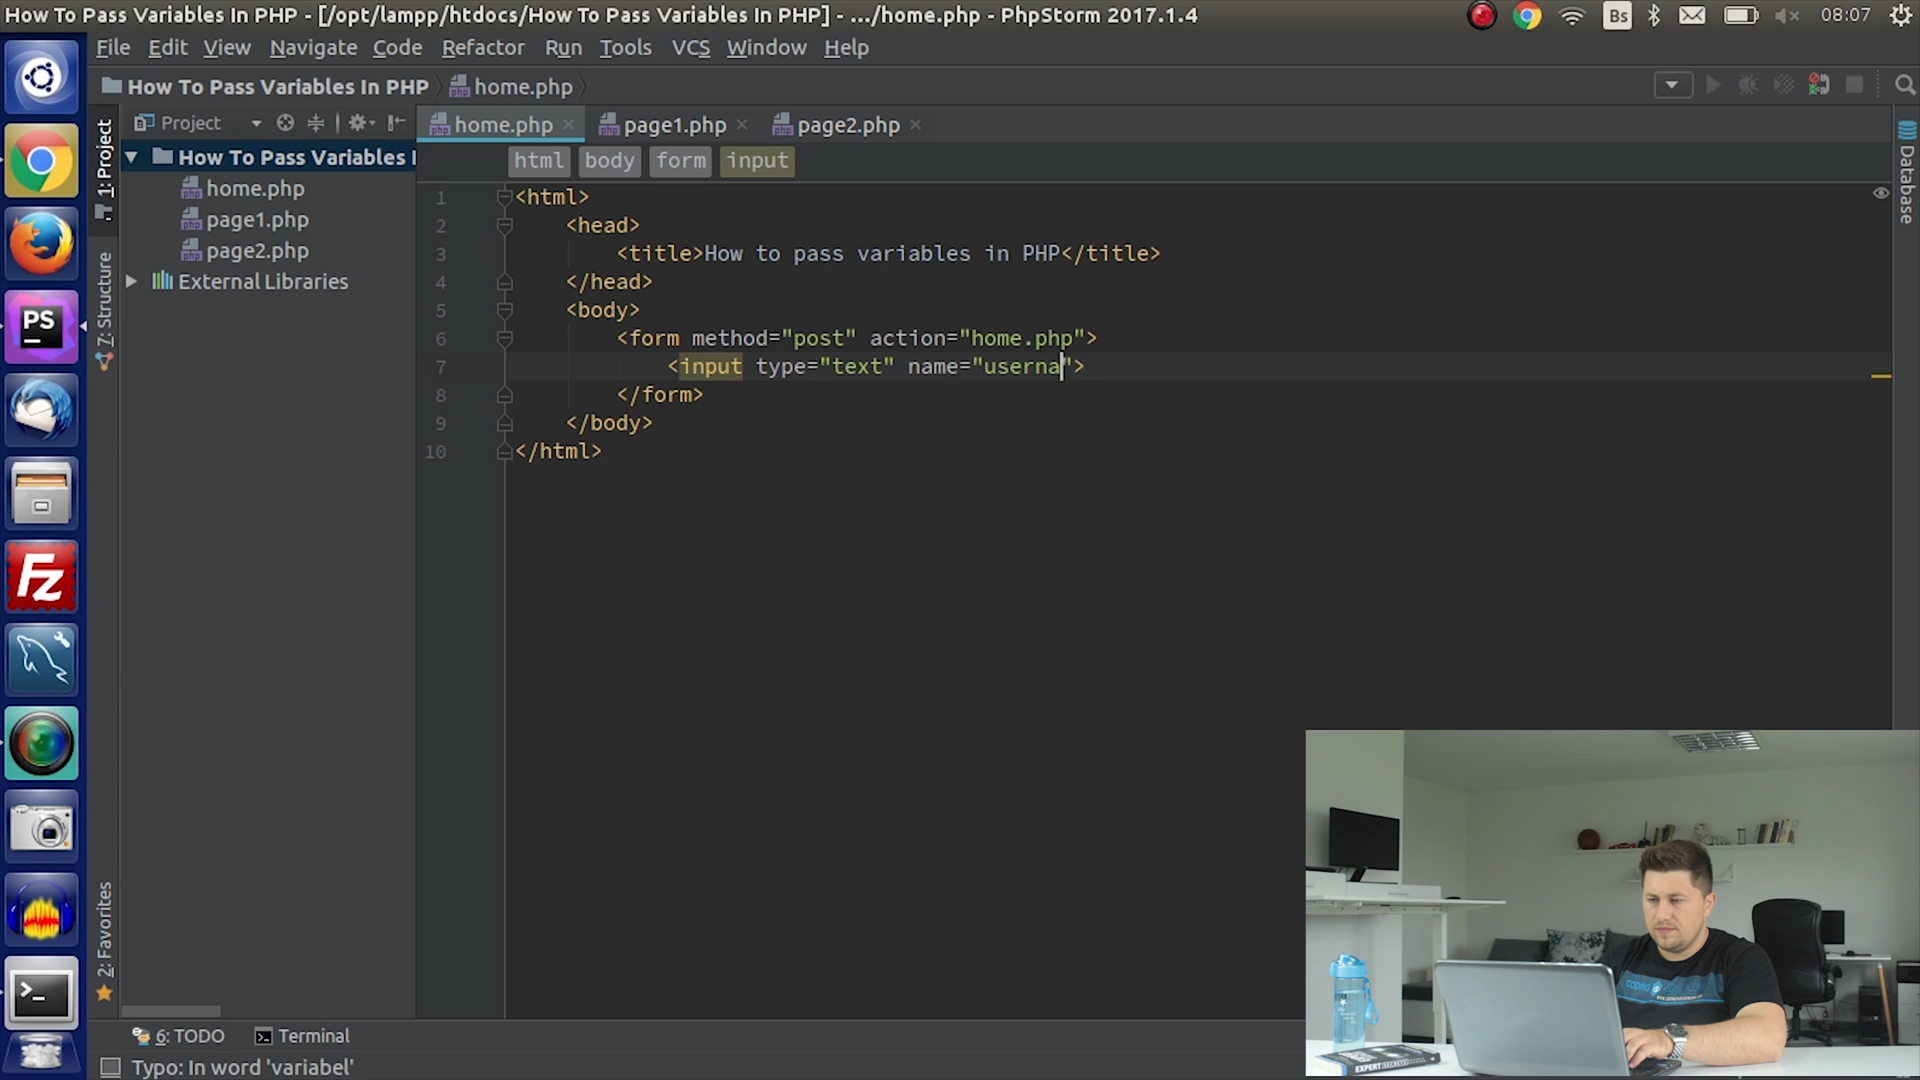 How To Pass Variables In PHP - [/opt/lampp/htdocs/How To Pass Variables In PHP] - .../home.php - PhpStorm 2017.1.4
Bs
08:07
File Edit View Navigate Code Refactor Run Tools VCS Window Help
How To Pass Variables In PHP home.php
1: Project
Project
home.php
page1.php
page2.php
Database
html body form input
How To Pass Variables I
home.php
page1.php
page2.php
External Libraries
7: Structure
2: Favorites
PS
Fz
1 <html>
2 <head>
3 <title>How to pass variables in PHP</title>
4 </head>
5 <body>
6 <form method="post" action="home.php">
7 <input type="text" name="userna">
8 </form>
9 </body>
10 </html>
CODING
EXPERT SECRETS
6: TODO
Terminal
Typo: In word 'variabel'